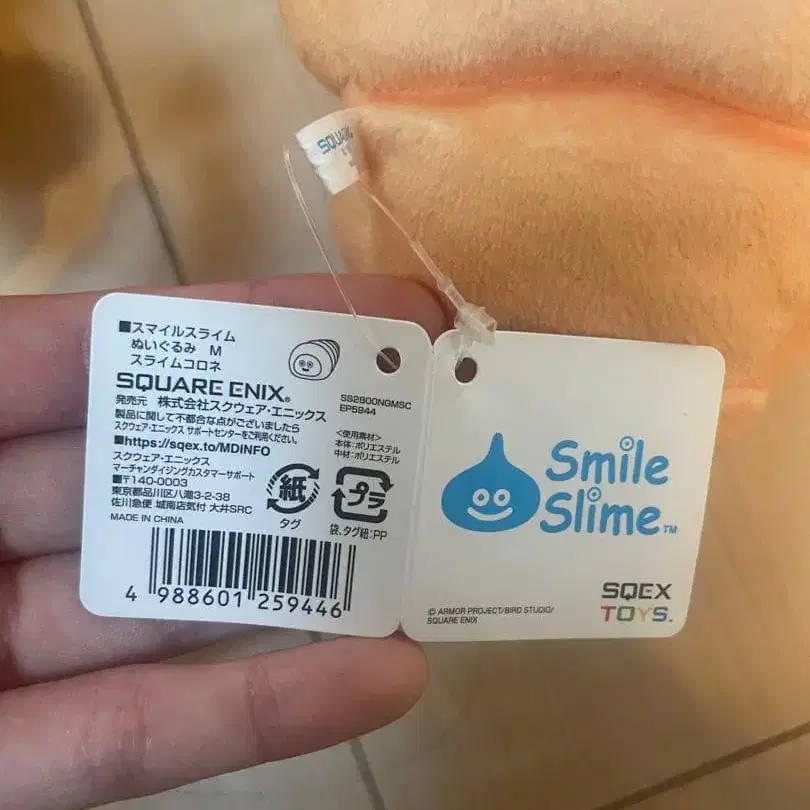 SQUARE
■スマイルスライム
ぬいぐるみ M
スライムコロネ
SQUARE ENIX®
発売元 株式会社スクウェア・エニックス
製品に関して不都合な点がございましたら
スクウェア・エニックス サポートセンターをご利用ください。
■https://sqex.to/MDINFO
スクウェア・エニックス
マーチャンダイジングカスタマーサポート
■〒140-0003
東京都品川区八潮3-2-38
佐川急便 城南店気付 大井SRC
MADE IN CHINA
SS2800NGMSC
EP5944
<使用素材>
本体:ポリエステル
中材:ポリエステル
紙
タグ
プラ
袋、タグ紐:PP
4 988601 259446
Smile
Slime™
© ARMOR PROJECT/BIRD STUDIO/
SQUARE ENIX
SQEX
TOYS.